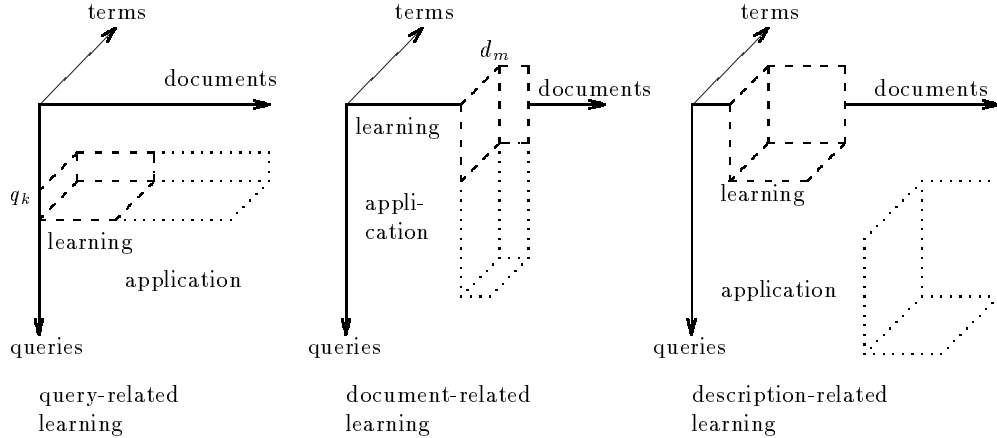 terms
documents
q_k
learning
application
queries
query-related
learning
terms
d_m
documents
learning
appli-
cation
queries
document-related
learning
terms
documents
learning
application
queries
description-related
learning